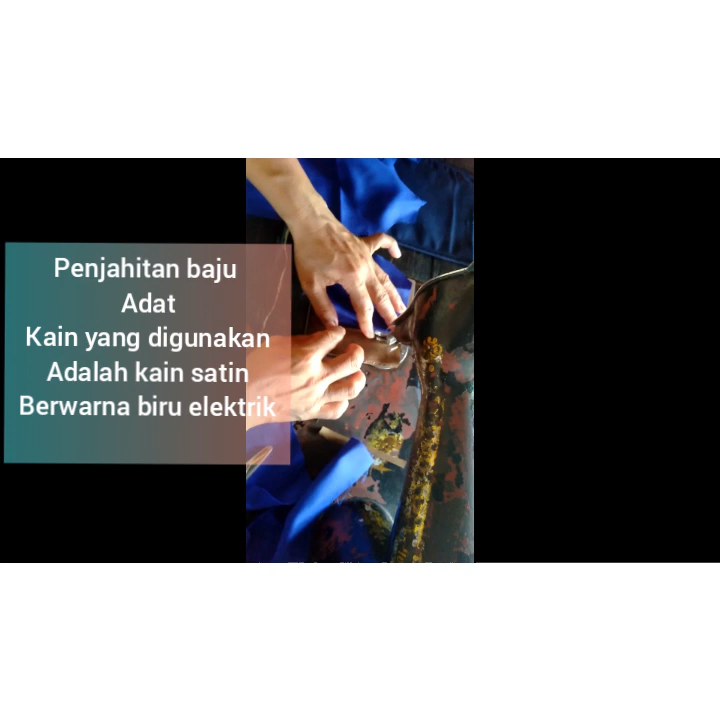 Penjahitan baju
Adat
Kain yang digunakan
Adalah kain satin
Berwarna biru elektrik